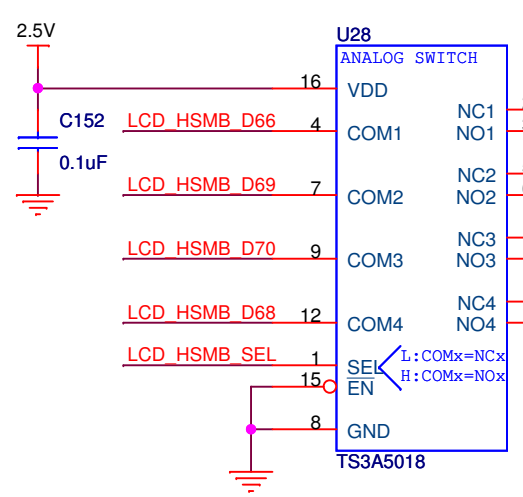 2.5V
U28
ANALOG SWITCH
16
VDD
C152
LCD_HSMB_D66
4
COM1
NC1
NO1
0.1uF
LCD_HSMB_D69
7
COM2
NC2
NO2
LCD_HSMB_D70
9
COM3
NC3
NO3
LCD_HSMB_D68
12
COM4
NC4
NO4
LCD_HSMB_SEL
1
SEL
L:COMx=NCx
H:COMx=NOx
15
EN
8
GND
TS3A5018